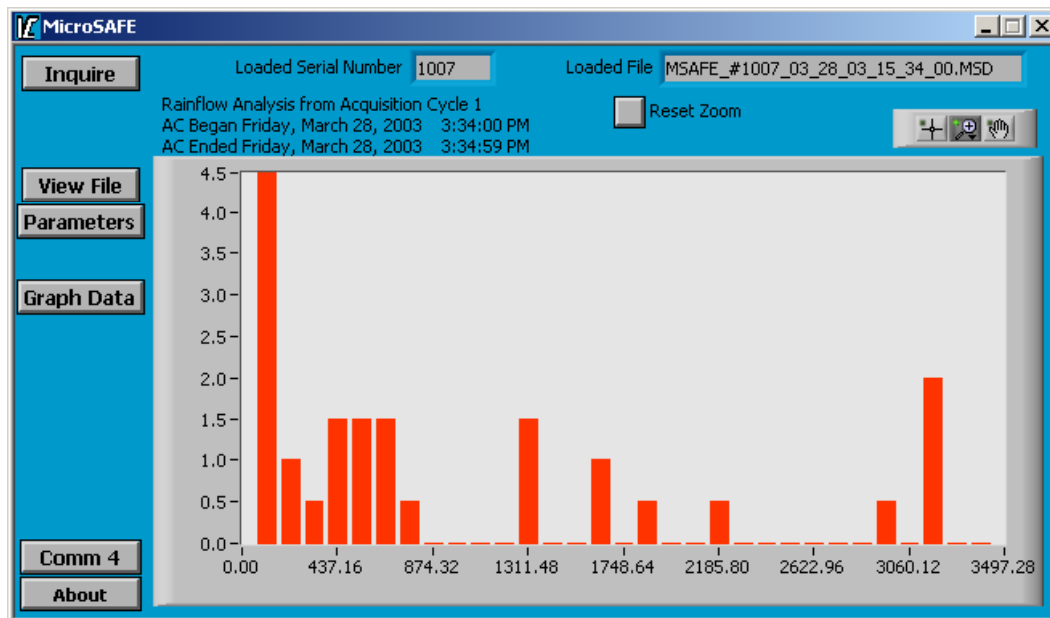 MicroSAFE
Inquire
Loaded Serial Number 1007 Loaded File MSAFE_#1007_03_28_03_15_34_00.MSD
Rainflow Analysis from Acquisition Cycle 1
AC Began Friday, March 28, 2003 3:34:00 PM
AC Ended Friday, March 28, 2003 3:34:59 PM
Reset Zoom
View File
Parameters
Graph Data
Comm 4
About
4.5
4.0
3.5
3.0
2.5
2.0
1.5
1.0
0.5
0.0
0.00 437.16 874.32 1311.48 1748.64 2185.80 2622.96 3060.12 3497.28